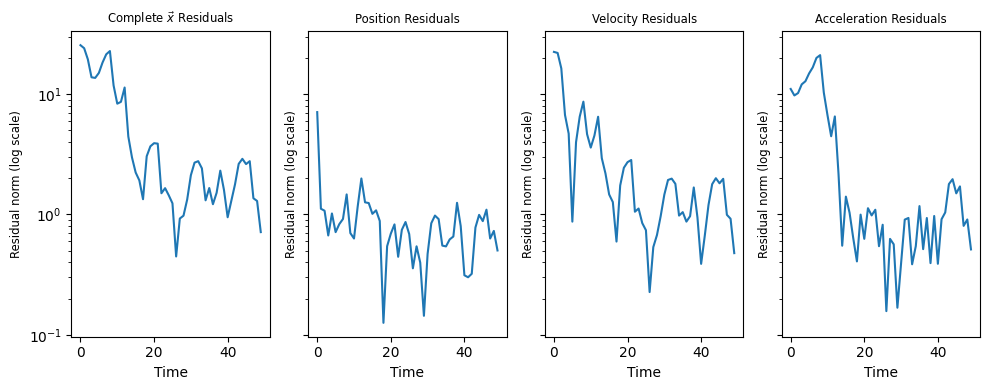 Complete x⃗ Residuals
Position Residuals
Velocity Residuals
Acceleration Residuals
Residual norm (log scale)
Residual norm (log scale)
Residual norm (log scale)
Residual norm (log scale)
10¹
10⁰
10⁻¹
0 20 40
0 20 40
0 20 40
0 20 40
Time
Time
Time
Time